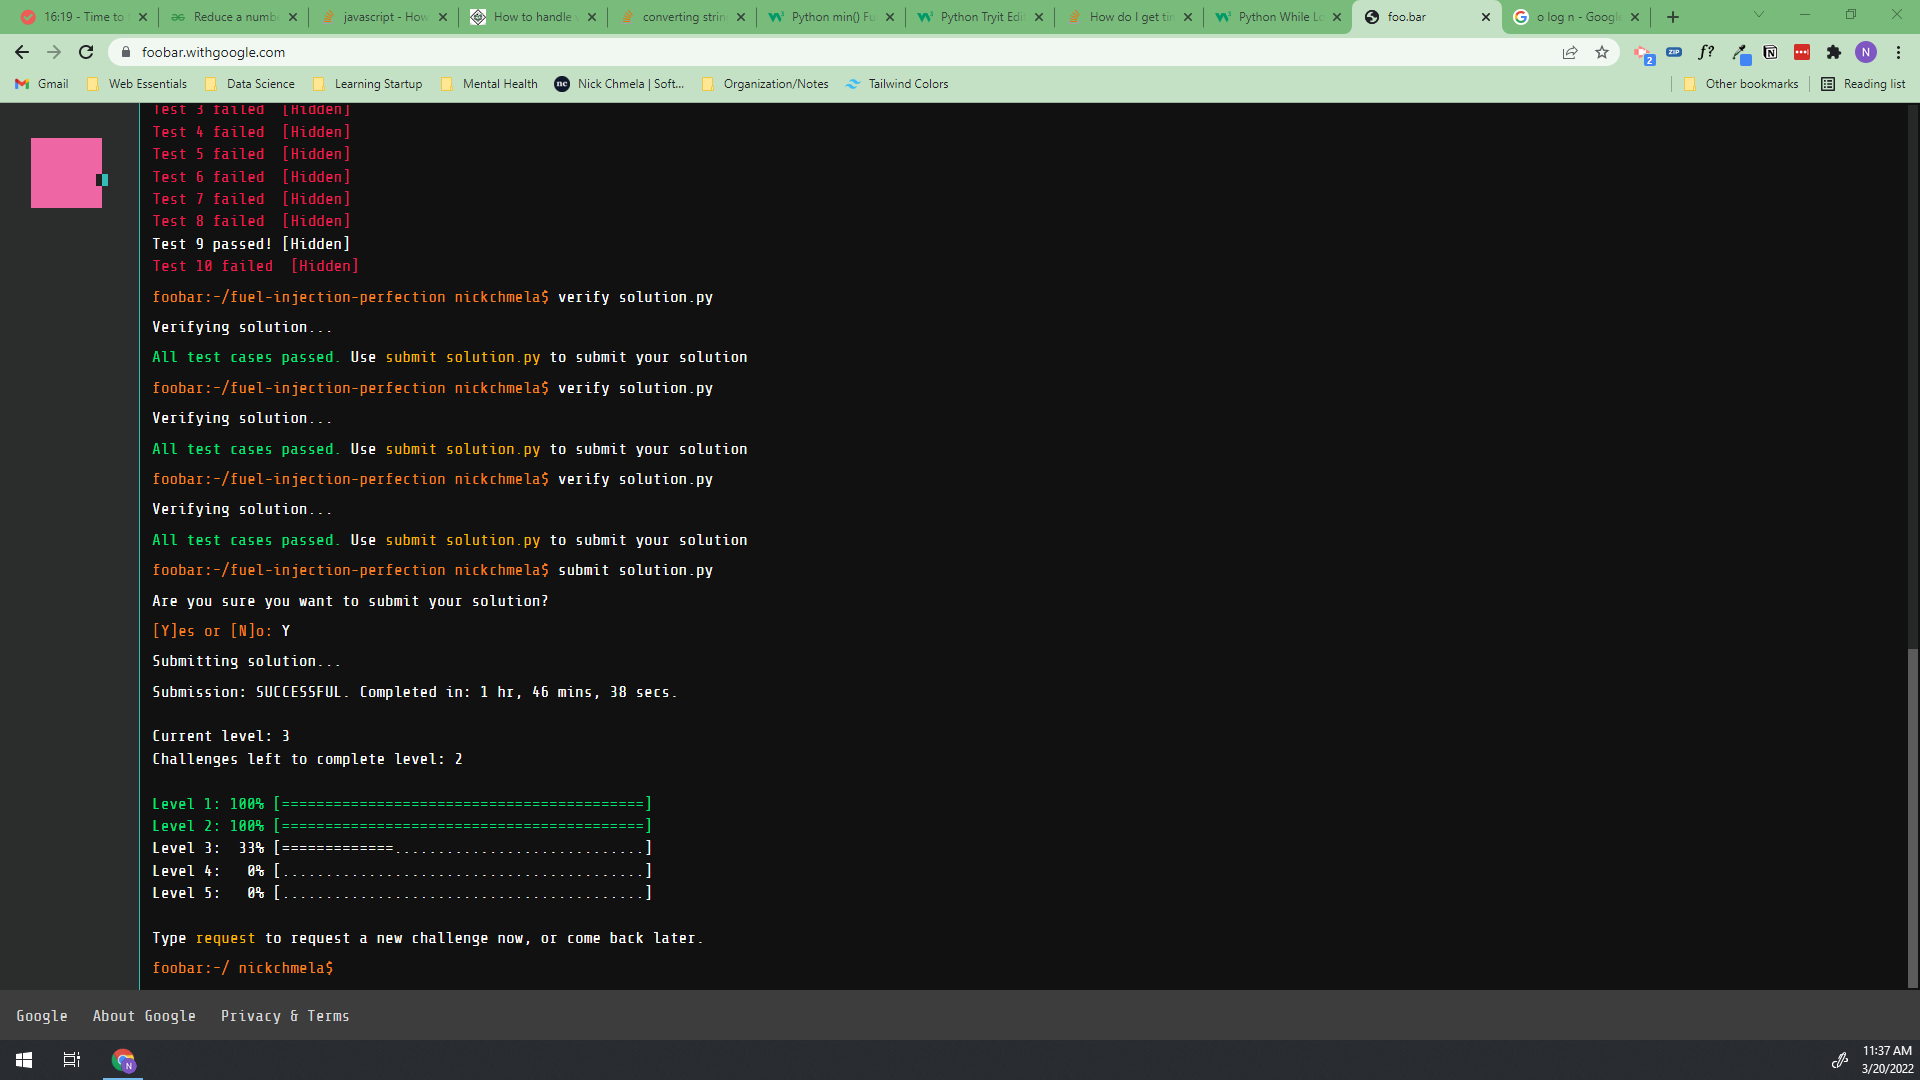 16:19 - Time to
Reduce a numb
javascript - How
How to handle
converting strin
Python min() Fu
Python Tryit Edi
How do I get ti
Python While Lo
foo.bar
o log n - Google
foobar.withgoogle.com
ZIP
f?
2
N
Gmail
Web Essentials
Data Science
Learning Startup
Mental Health
nc
Nick Chmela | Soft...
Organization/Notes
Tailwind Colors
Other bookmarks
Reading list
Test 3 failed [Hidden]
Test 4 failed [Hidden]
Test 5 failed [Hidden]
Test 6 failed [Hidden]
Test 7 failed [Hidden]
Test 8 failed [Hidden]
Test 9 passed! [Hidden]
Test 10 failed [Hidden]
foobar:~/fuel-injection-perfection nickchmela$ verify solution.py
Verifying solution...
All test cases passed. Use submit solution.py to submit your solution
foobar:~/fuel-injection-perfection nickchmela$ verify solution.py
Verifying solution...
All test cases passed. Use submit solution.py to submit your solution
foobar:~/fuel-injection-perfection nickchmela$ verify solution.py
Verifying solution...
All test cases passed. Use submit solution.py to submit your solution
foobar:~/fuel-injection-perfection nickchmela$ submit solution.py
Are you sure you want to submit your solution?
[Y]es or [N]o: Y
Submitting solution...
Submission: SUCCESSFUL. Completed in: 1 hr, 46 mins, 38 secs.
Current level: 3
Challenges left to complete level: 2
Level 1: 100% [==========================================]
Level 2: 100% [==========================================]
Level 3:  33% [=============.............................]
Level 4:   0% [..........................................]
Level 5:   0% [..........................................]
Type request to request a new challenge now, or come back later.
foobar:~/ nickchmela$
Google
About Google
Privacy & Terms
N
11:37 AM
3/20/2022